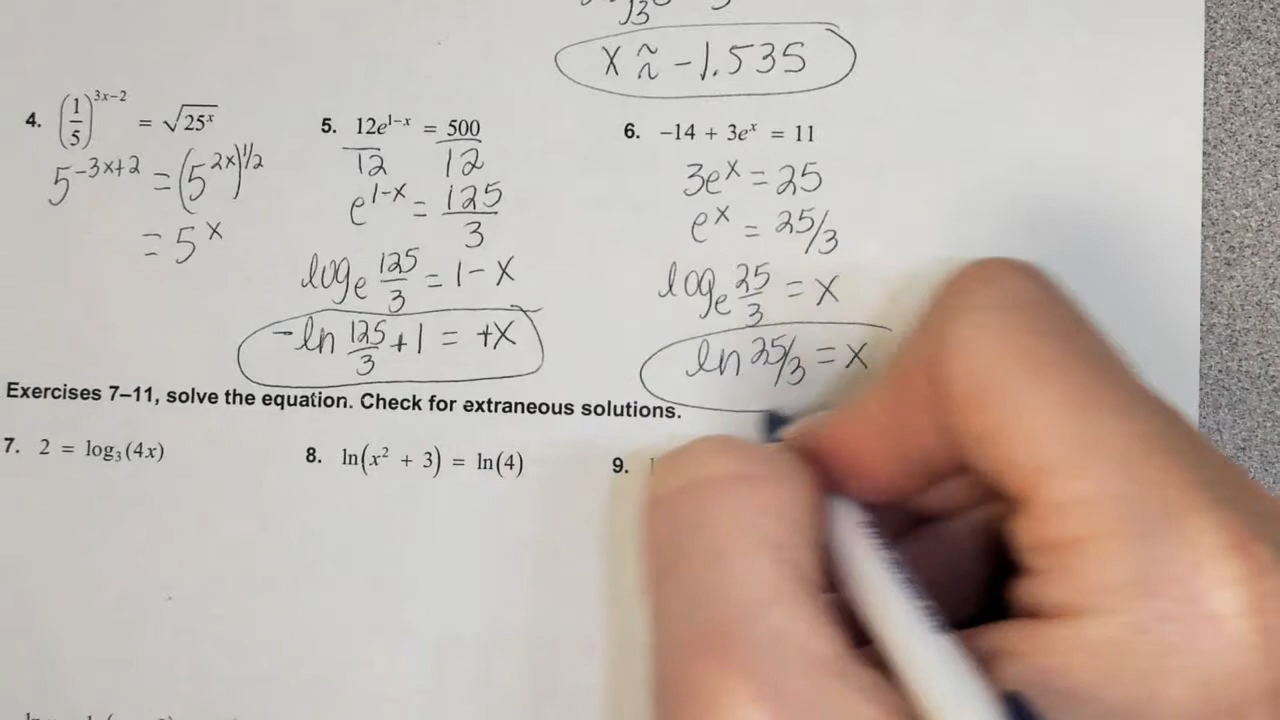 x ≈ -1.535
4. (1/5)^(3x-2) = √(25^x)
5^(-3x+2) = (5^(2x))^(1/2)
= 5^x
5. 12e^(1-x) = 500
12 12
e^(1-x) = 125/3
log_e 125/3 = 1-x
-ln 125/3 + 1 = +x
6. -14 + 3e^x = 11
3e^x = 25
e^x = 25/3
log_e 25/3 = x
ln 25/3 = x
Exercises 7–11, solve the equation. Check for extraneous solutions.
7. 2 = log₃(4x)
8. ln(x² + 3) = ln(4)
9.